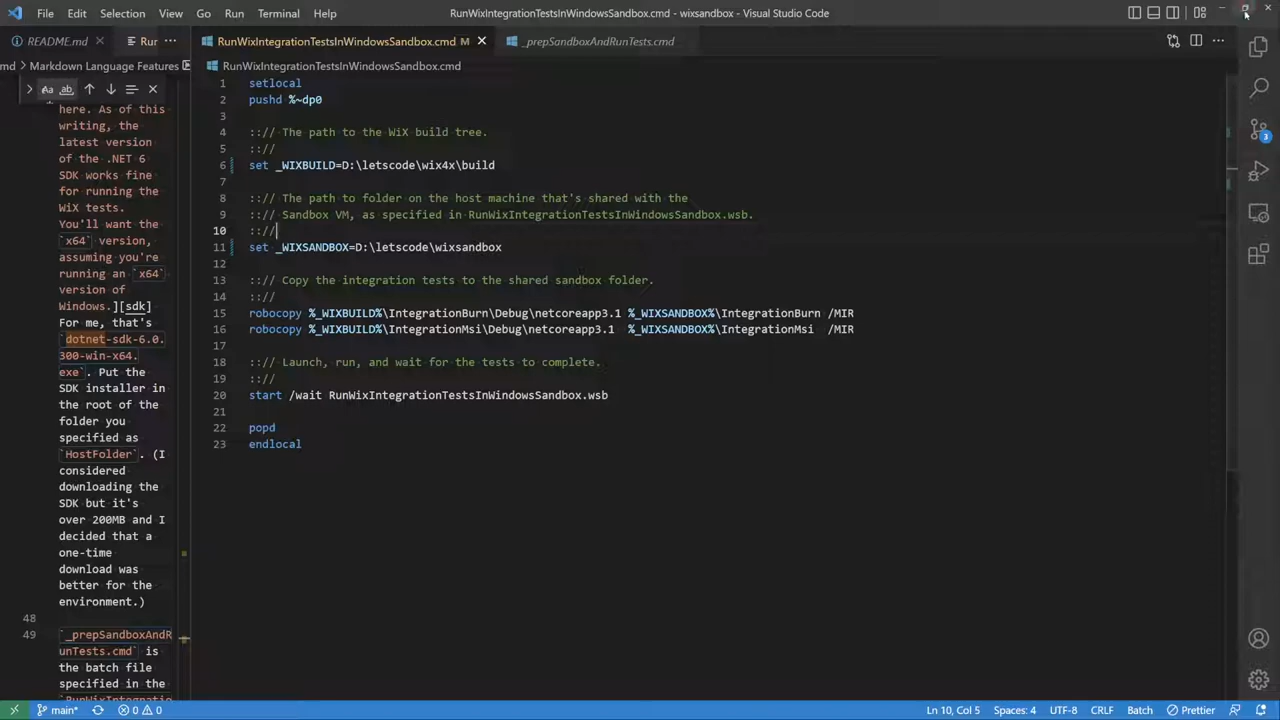 File Edit Selection View Go Run Terminal Help
RunWixIntegrationTestsInWindowsSandbox.cmd - wixsandbox - Visual Studio Code
README.md
Run
RunWixIntegrationTestsInWindowsSandbox.cmd M
_prepSandboxAndRunTests.cmd
md
Markdown Language Features
RunWixIntegrationTestsInWindowsSandbox.cmd
Aa ab
here. As of this
writing, the
latest version
of the .NET 6
SDK works fine
for running the
WiX tests.
You'll want the
`x64` version,
assuming you're
running an `x64`
version of
Windows.][sdk]
For me, that's
`dotnet-sdk-6.0.
300-win-x64.
exe`. Put the
SDK installer in
the root of the
folder you
specified as
`HostFolder`. (I
considered
downloading the
SDK but it's
over 200MB and I
decided that a
one-time
download was
better for the
environment.)
48
49 `_prepSandboxAndR
unTests.cmd` is
the batch file
specified in the
`RunWixIntegratio
1 setlocal
2 pushd %~dp0
3
4 ::// The path to the WiX build tree.
5 :://
6 set _WIXBUILD=D:\letscode\wix4x\build
7
8 ::// The path to folder on the host machine that's shared with the
9 ::// Sandbox VM, as specified in RunWixIntegrationTestsInWindowsSandbox.wsb.
10 :://
11 set _WIXSANDBOX=D:\letscode\wixsandbox
12
13 ::// Copy the integration tests to the shared sandbox folder.
14 :://
15 robocopy %_WIXBUILD%\IntegrationBurn\Debug\netcoreapp3.1 %_WIXSANDBOX%\IntegrationBurn /MIR
16 robocopy %_WIXBUILD%\IntegrationMsi\Debug\netcoreapp3.1 %_WIXSANDBOX%\IntegrationMsi /MIR
17
18 ::// Launch, run, and wait for the tests to complete.
19 :://
20 start /wait RunWixIntegrationTestsInWindowsSandbox.wsb
21
22 popd
23 endlocal
3
main* 0 0
Ln 10, Col 5 Spaces: 4 UTF-8 CRLF Batch Prettier